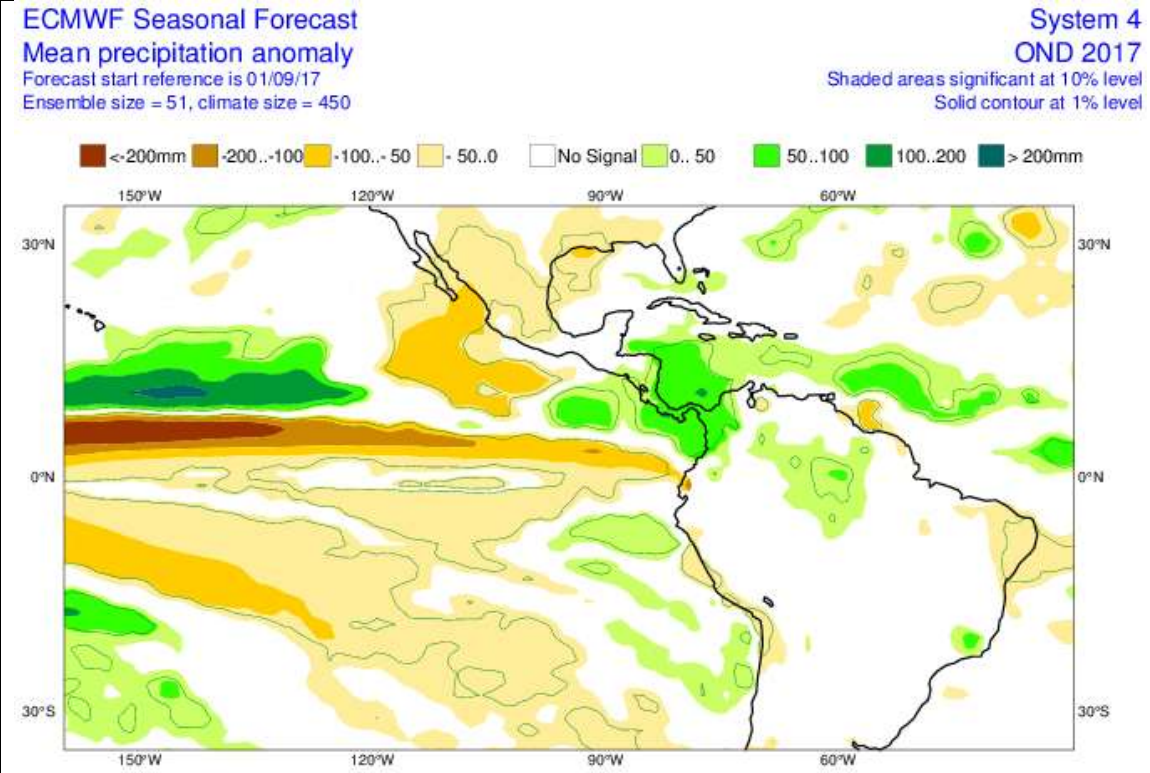 ECMWF Seasonal Forecast
System 4
Mean precipitation anomaly
OND 2017
Forecast start reference is 01/09/17
Shaded areas significant at 10% level
Ensemble size = 51, climate size = 450
Solid contour at 1% level
<-200mm -200..-100 -100..- 50 - 50..0 No Signal 0.. 50 50..100 100..200 > 200mm
150°W 120°W 90°W 60°W
30°N 30°N
0°N 0°N
30°S 30°S
150°W 120°W 90°W 60°W